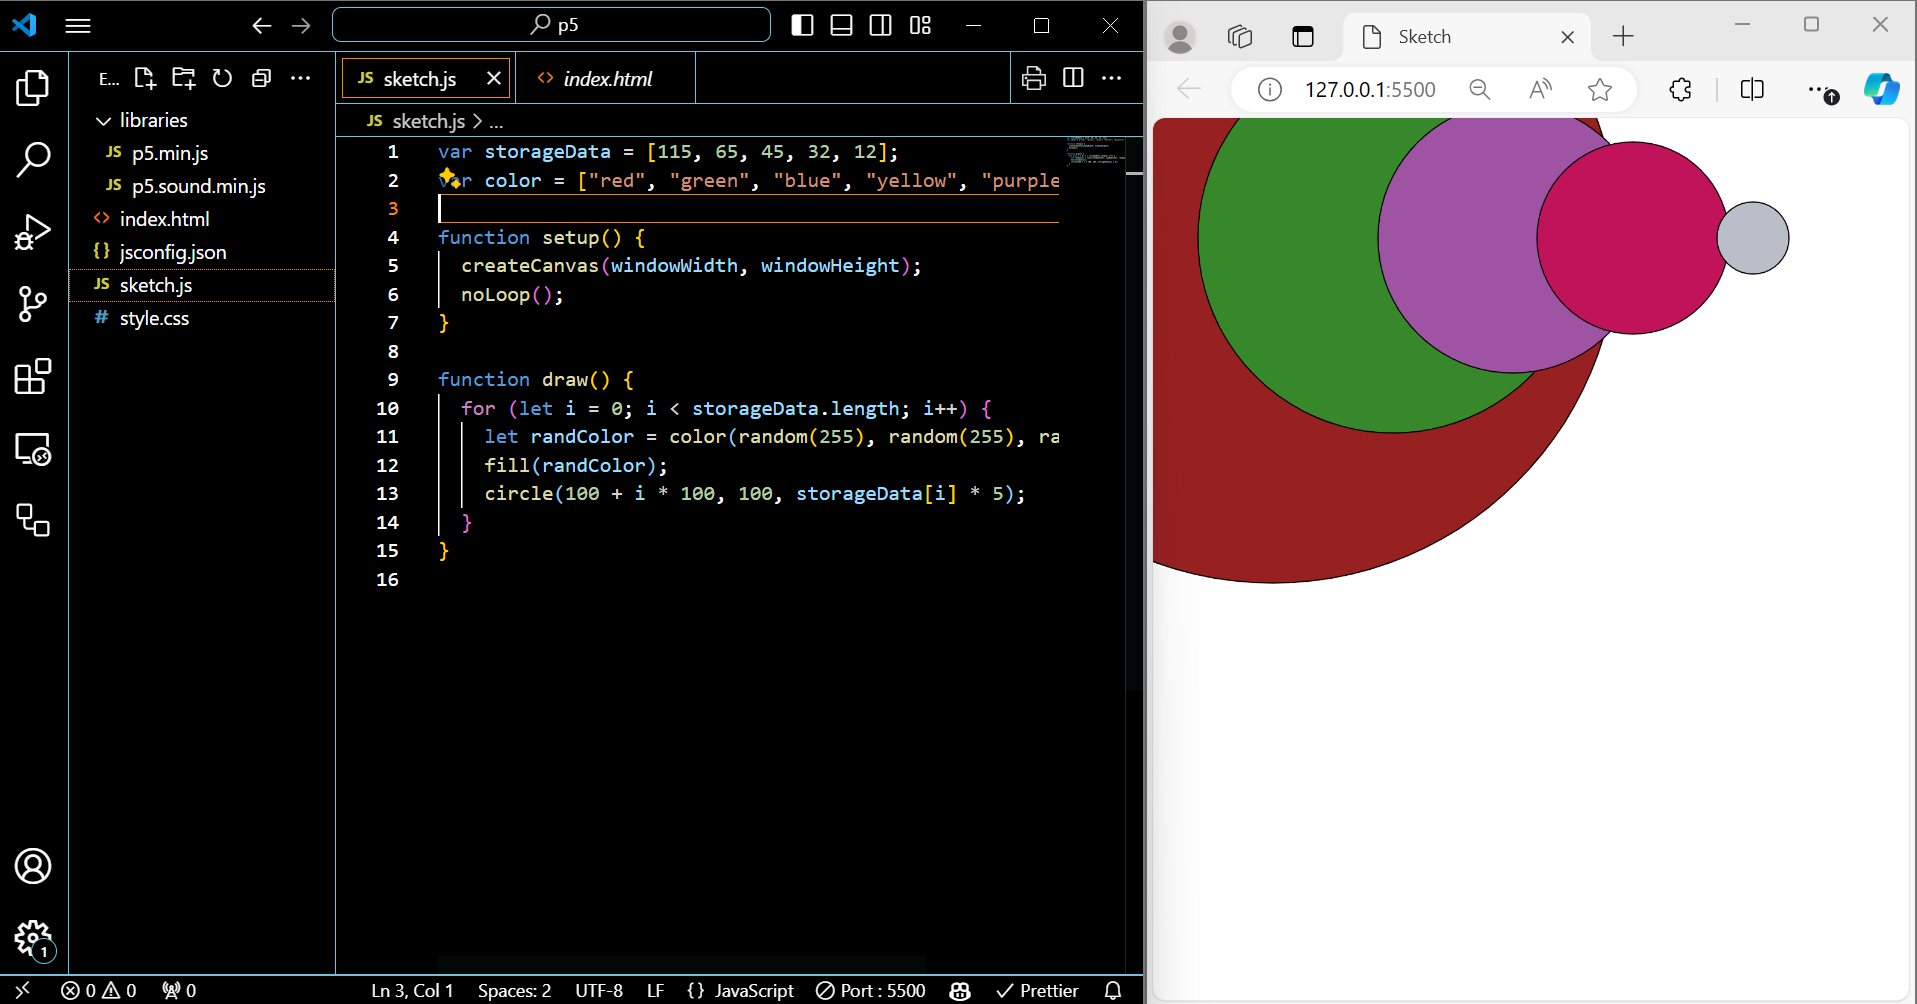 p5
E...
libraries
JS p5.min.js
JS p5.sound.min.js
<> index.html
{} jsconfig.json
JS sketch.js
# style.css
JS sketch.js
<> index.html
JS sketch.js > ...
1 var storageData = [115, 65, 45, 32, 12];
2 var color = ["red", "green", "blue", "yellow", "purple
3
4 function setup() {
5 createCanvas(windowWidth, windowHeight);
6 noLoop();
7 }
8
9 function draw() {
10 for (let i = 0; i < storageData.length; i++) {
11 let randColor = color(random(255), random(255), ra
12 fill(randColor);
13 circle(100 + i * 100, 100, storageData[i] * 5);
14 }
15 }
16
1
0 0 0
Ln 3, Col 1 Spaces: 2 UTF-8 LF {} JavaScript Port : 5500 Prettier
Sketch
127.0.0.1:5500